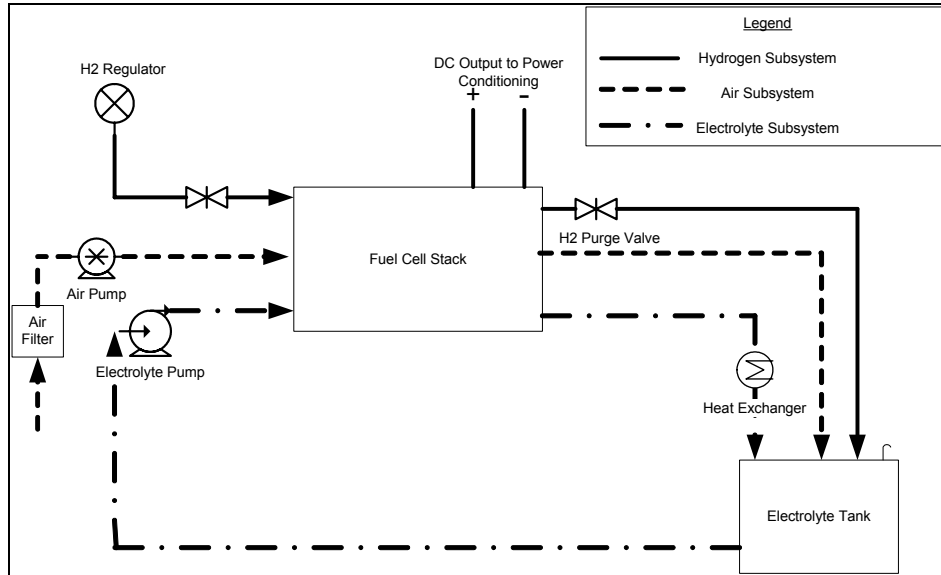 Legend
Hydrogen Subsystem
Air Subsystem
Electrolyte Subsystem
H2 Regulator
DC Output to Power
Conditioning
+ -
Fuel Cell Stack
H2 Purge Valve
Air Pump
Air
Filter
Electrolyte Pump
Heat Exchanger
Electrolyte Tank